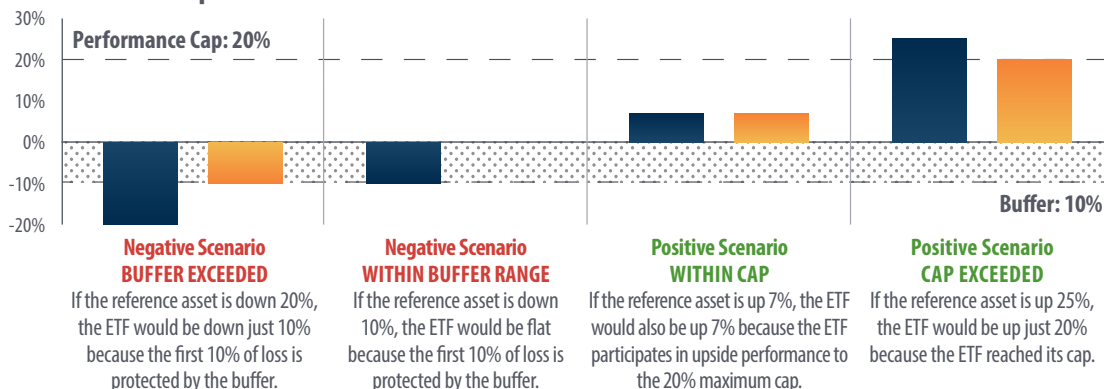 30%
Performance Cap: 20%
20%
10%
0%
-10%
Buffer: 10%
-20%
Negative Scenario
BUFFER EXCEEDED
If the reference asset is down 20%,
the ETF would be down just 10%
because the first 10% of loss is
protected by the buffer.
Negative Scenario
WITHIN BUFFER RANGE
If the reference asset is down
10%, the ETF would be flat
because the first 10% of loss is
protected by the buffer.
Positive Scenario
WITHIN CAP
If the reference asset is up 7%, the ETF
would also be up 7% because the ETF
participates in upside performance to
the 20% maximum cap.
Positive Scenario
CAP EXCEEDED
If the reference asset is up 25%,
the ETF would be up just 20%
because the ETF reached its cap.